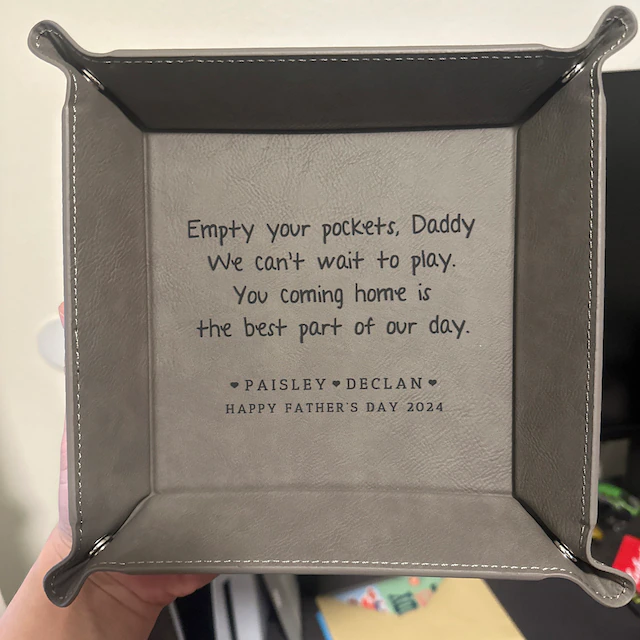 Empty your pockets, Daddy
We can't wait to play.
You coming home is
the best part of our day.
♥ PAISLEY ♥ DECLAN ♥
HAPPY FATHER'S DAY 2024